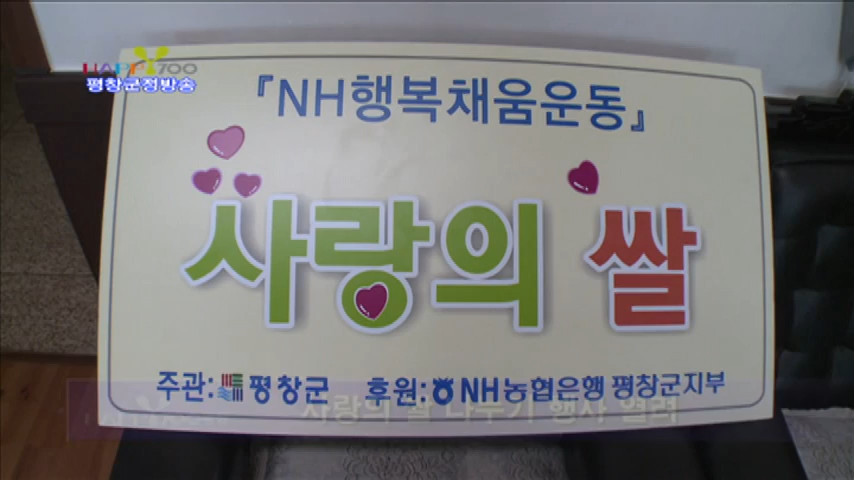 HAPPY700
평창군정방송
『NH행복채움운동』
사랑의 쌀
주관: 평창군 후원: NH농협은행 평창군지부
사랑의 쌀 나누기 행사 열려